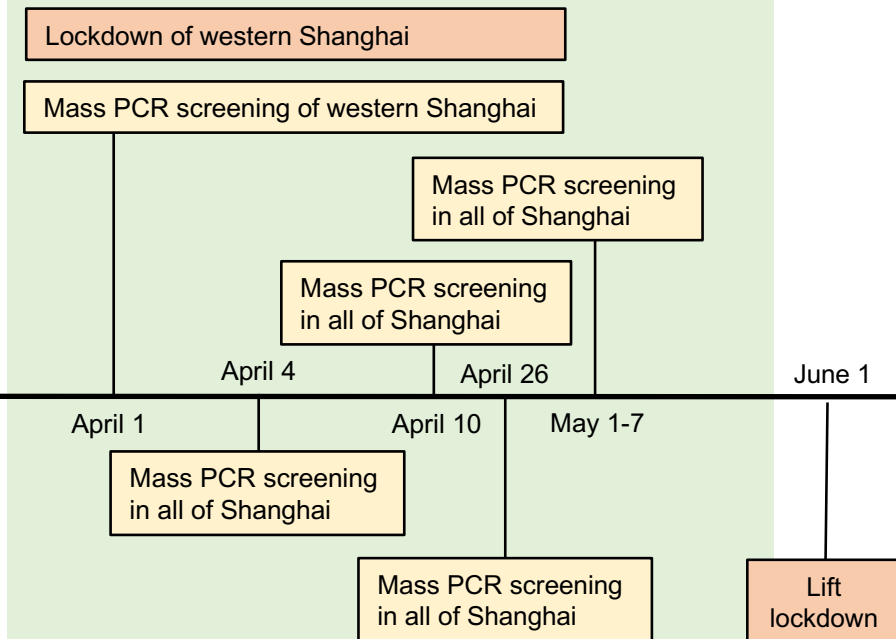 Lockdown of western Shanghai
Mass PCR screening of western Shanghai
Mass PCR screening
in all of Shanghai
Mass PCR screening
in all of Shanghai
April 4
April 26
June 1
April 1
April 10
May 1-7
Mass PCR screening
in all of Shanghai
Mass PCR screening
in all of Shanghai
Lift
lockdown